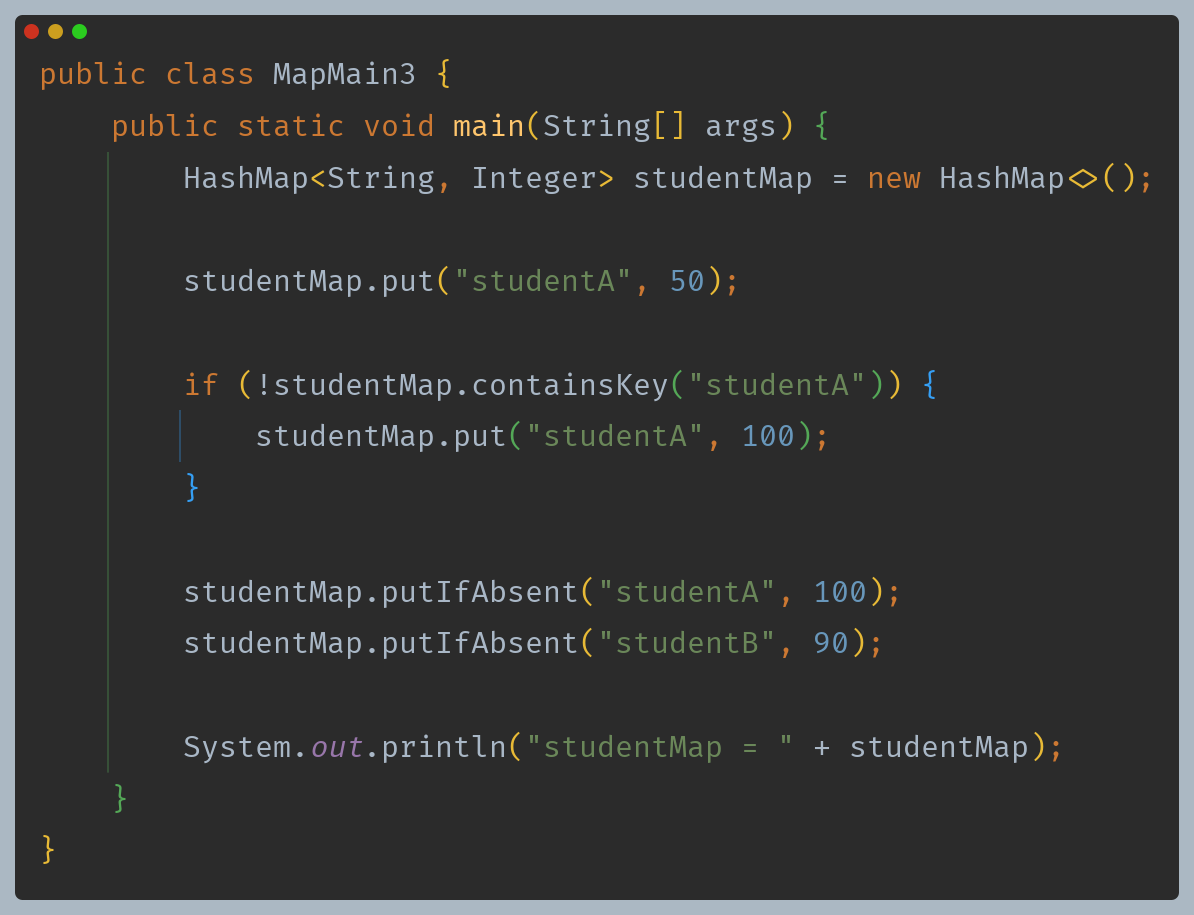 public class MapMain3 {
    public static void main(String[] args) {
        HashMap<String, Integer> studentMap = new HashMap<>();

        studentMap.put("studentA", 50);

        if (!studentMap.containsKey("studentA")) {
            studentMap.put("studentA", 100);
        }

        studentMap.putIfAbsent("studentA", 100);
        studentMap.putIfAbsent("studentB", 90);

        System.out.println("studentMap = " + studentMap);
    }
}